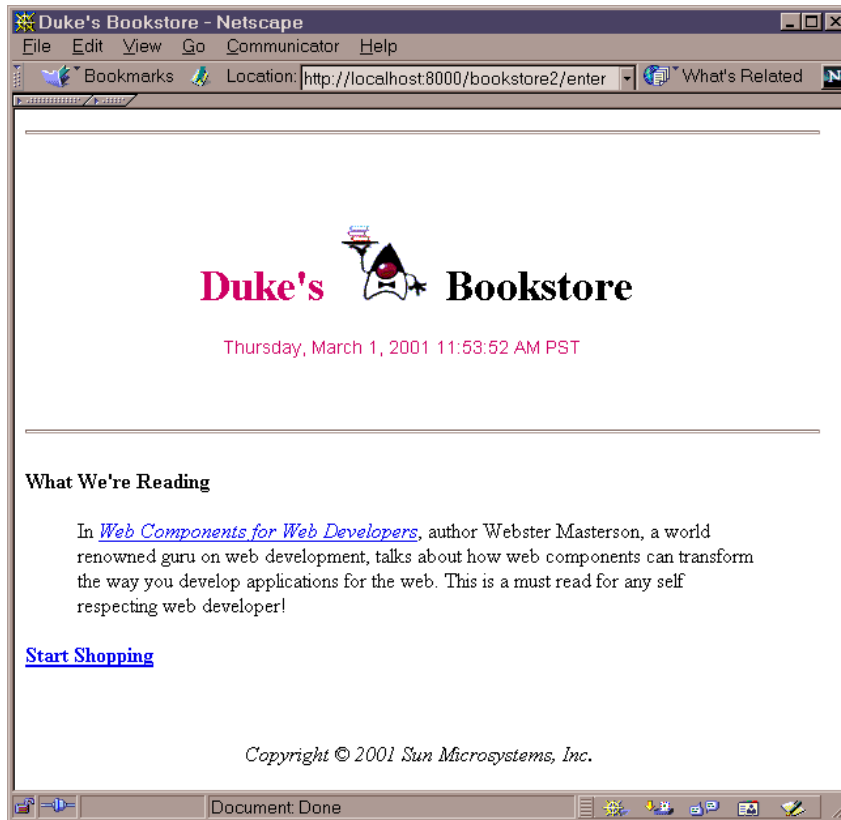 Duke's Bookstore - Netscape
File Edit View Go Communicator Help
Bookmarks Location: http://localhost:8000/bookstore2/enter What's Related N
Duke's Bookstore
Thursday, March 1, 2001 11:53:52 AM PST
What We're Reading
In Web Components for Web Developers, author Webster Masterson, a world
renowned guru on web development, talks about how web components can transform
the way you develop applications for the web. This is a must read for any self
respecting web developer!
Start Shopping
Copyright © 2001 Sun Microsystems, Inc.
Document: Done